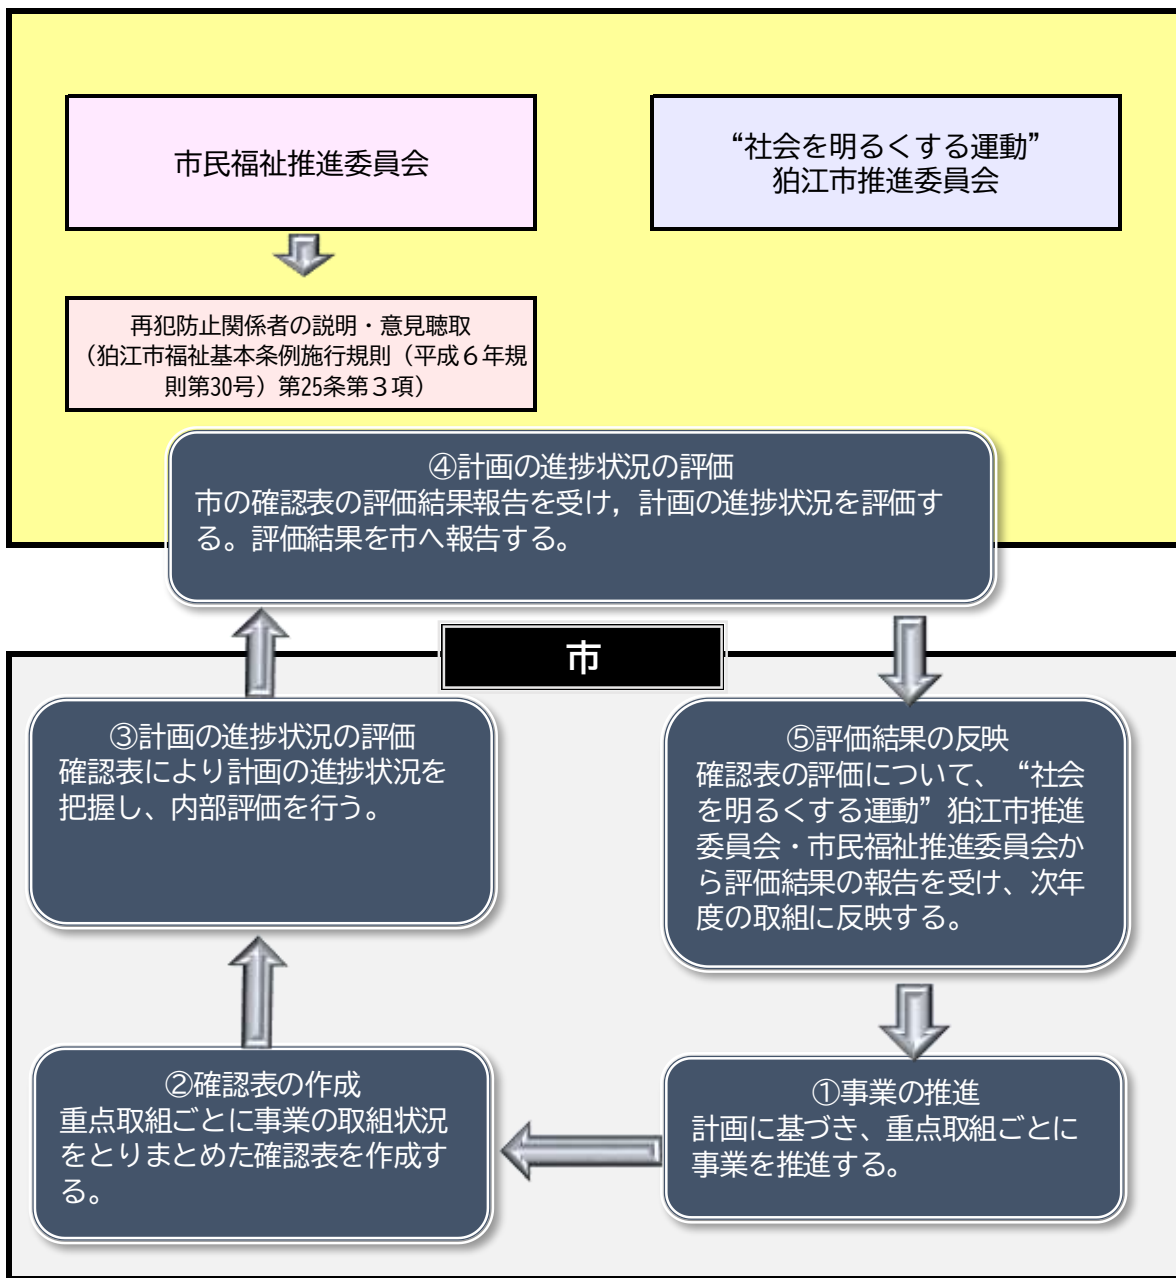 市民福祉推進委員会
“社会を明るくする運動”
狛江市推進委員会
再犯防止関係者の説明・意見聴取
（狛江市福祉基本条例施行規則（平成６年規
則第30号）第25条第３項）
④計画の進捗状況の評価
市の確認表の評価結果報告を受け，計画の進捗状況を評価す
る。評価結果を市へ報告する。
市
③計画の進捗状況の評価
確認表により計画の進捗状況を
把握し、内部評価を行う。
⑤評価結果の反映
確認表の評価について、“社会
を明るくする運動”狛江市推進
委員会・市民福祉推進委員会か
ら評価結果の報告を受け、次年
度の取組に反映する。
②確認表の作成
重点取組ごとに事業の取組状況
をとりまとめた確認表を作成す
る。
①事業の推進
計画に基づき、重点取組ごとに
事業を推進する。